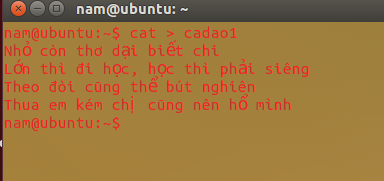 nam@ubuntu: ~
nam@ubuntu:~$ cat > cadao1
Nhỏ còn thơ dại biết chi
Lớn thì đi học, học thì phải siêng
Theo đòi cũng thể bút nghiên
Thua em kém chị cũng nên hổ mình
nam@ubuntu:~$